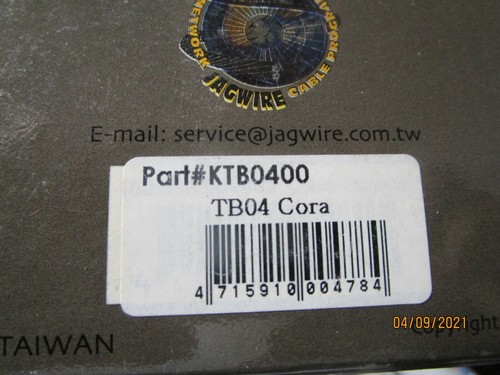 NETWORK JAGWIRE CABLE
E-mail: service@jagwire.com.tw
Part#KTB0400
TB04 Cora
4 715910 004784
04/09/2021
Copyright
TAIWAN